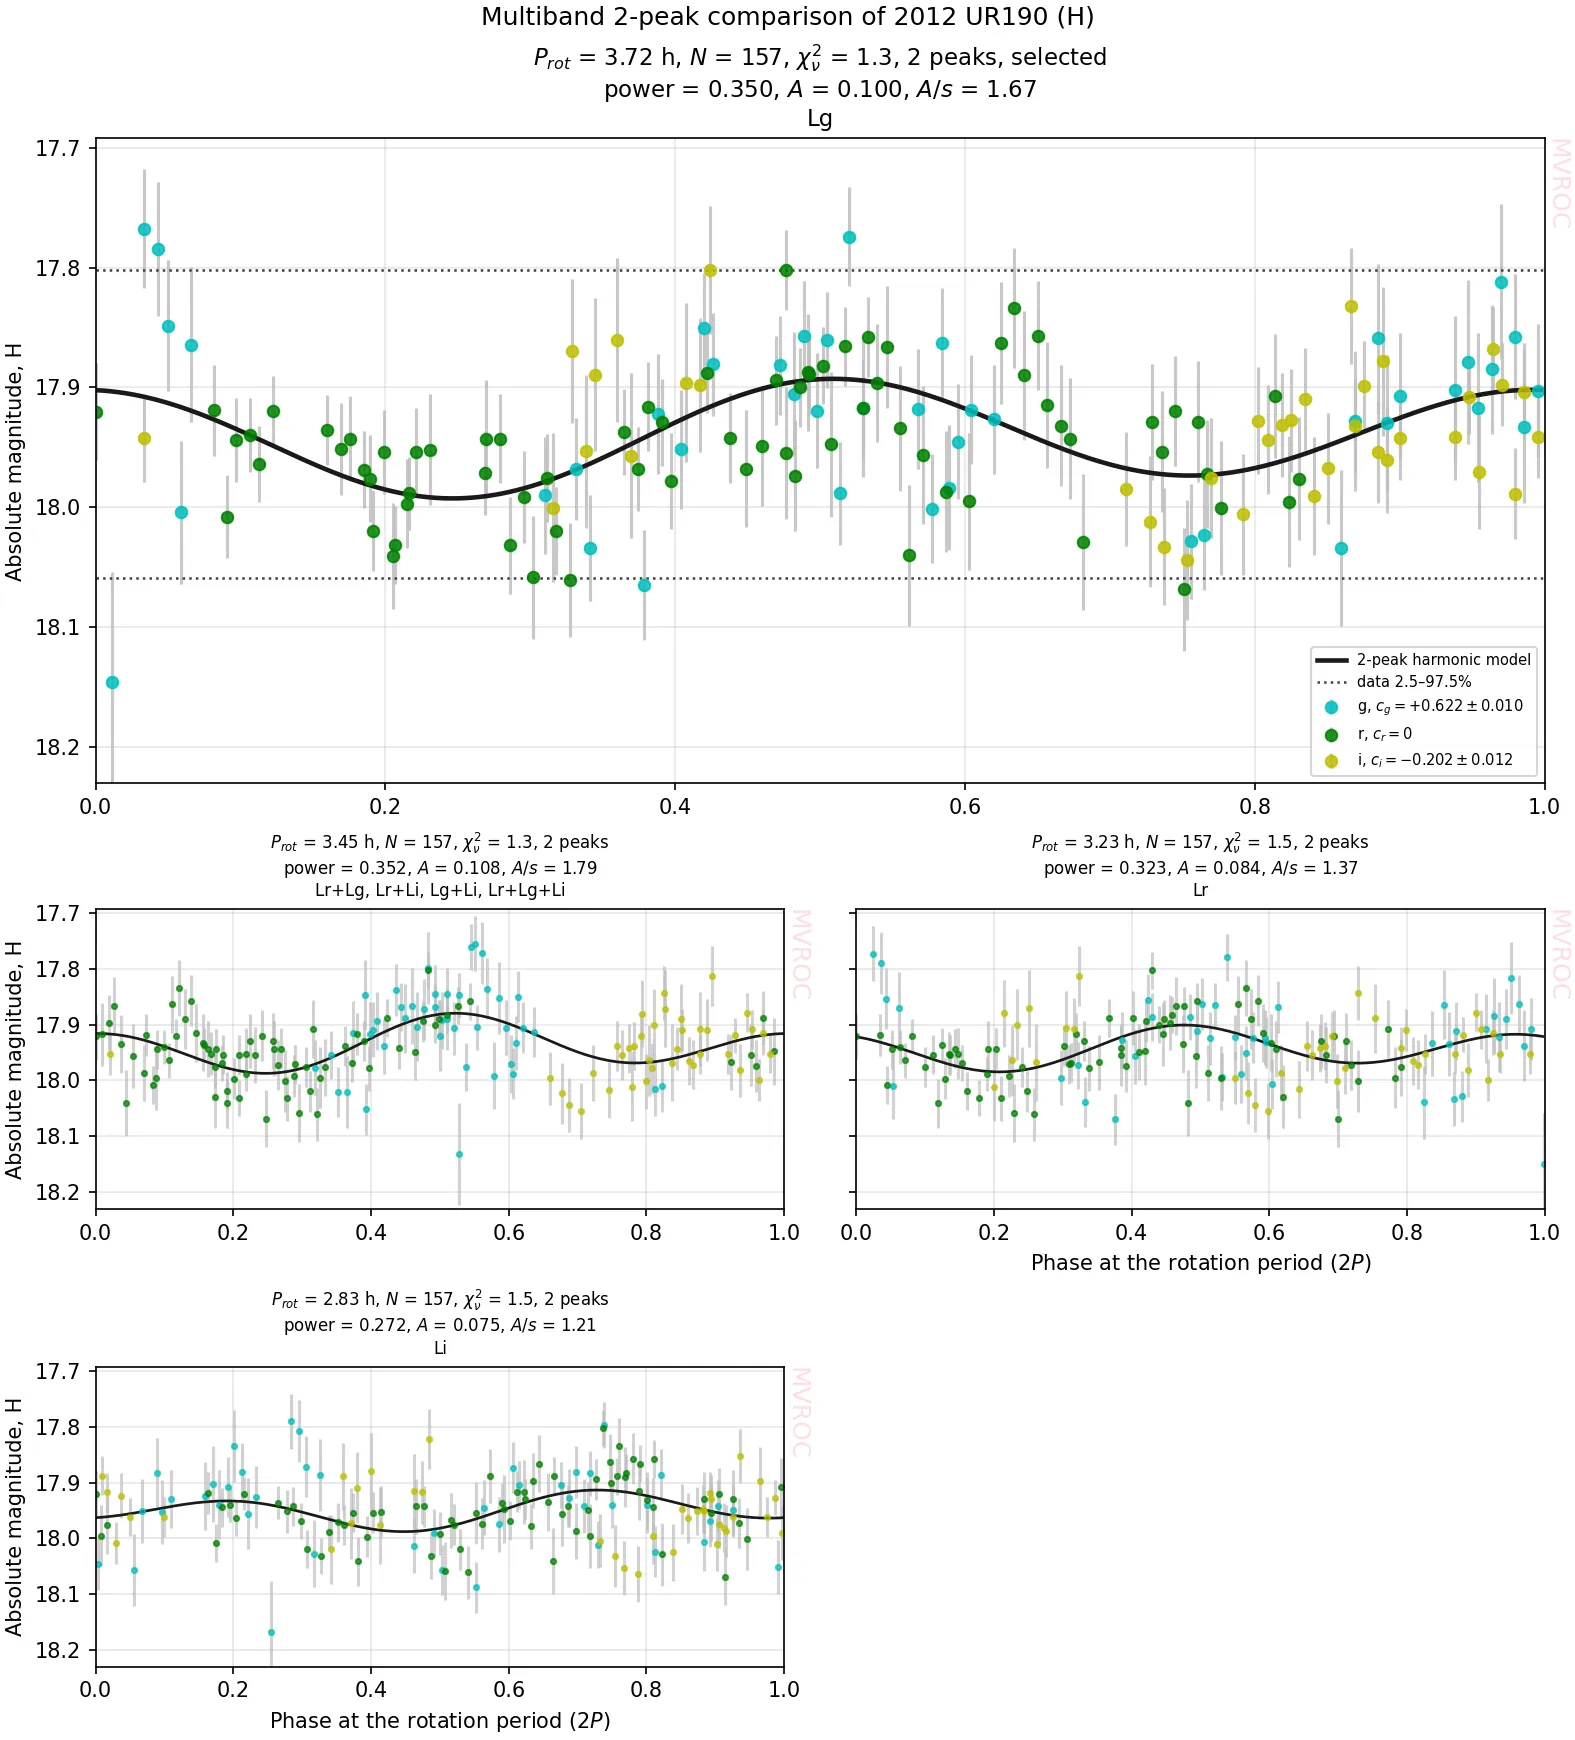 Multiband 2-peak comparison of 2012 UR190 (H)
P_rot = 3.72 h, N = 157, χ²_ν = 1.3, 2 peaks, selected
power = 0.350, A = 0.100, A/s = 1.67
Lg
17.7
17.8
17.9
18.0
18.1
18.2
Absolute magnitude, H
0.0 0.2 0.4 0.6 0.8 1.0
2-peak harmonic model
data 2.5–97.5%
g, c_g = +0.622 ± 0.010
r, c_r = 0
i, c_i = −0.202 ± 0.012
MVROC
P_rot = 3.45 h, N = 157, χ²_ν = 1.3, 2 peaks
power = 0.352, A = 0.108, A/s = 1.79
Lr+Lg, Lr+Li, Lg+Li, Lr+Lg+Li
17.7
17.8
17.9
18.0
18.1
18.2
Absolute magnitude, H
0.0 0.2 0.4 0.6 0.8 1.0
MVROC
P_rot = 3.23 h, N = 157, χ²_ν = 1.5, 2 peaks
power = 0.323, A = 0.084, A/s = 1.37
Lr
0.0 0.2 0.4 0.6 0.8 1.0
Phase at the rotation period (2P)
MVROC
P_rot = 2.83 h, N = 157, χ²_ν = 1.5, 2 peaks
power = 0.272, A = 0.075, A/s = 1.21
Li
17.7
17.8
17.9
18.0
18.1
18.2
Absolute magnitude, H
0.0 0.2 0.4 0.6 0.8 1.0
Phase at the rotation period (2P)
MVROC